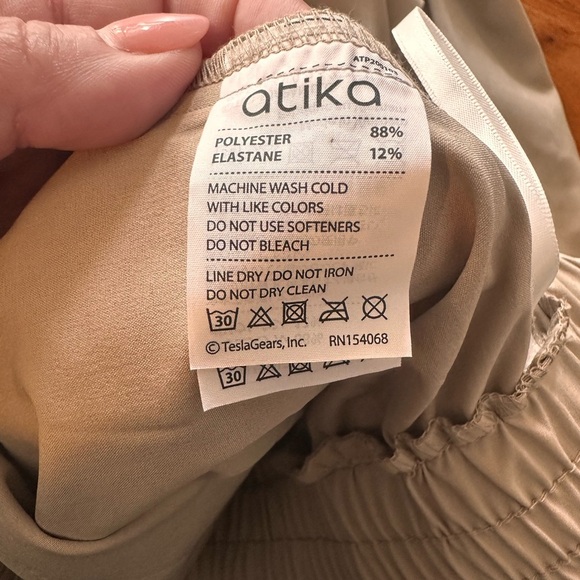 atika
POLYESTER 88%
ELASTANE 12%
MACHINE WASH COLD
WITH LIKE COLORS
DO NOT USE SOFTENERS
DO NOT BLEACH
LINE DRY / DO NOT IRON
DO NOT DRY CLEAN
30
© TeslaGears, Inc. RN154068
30